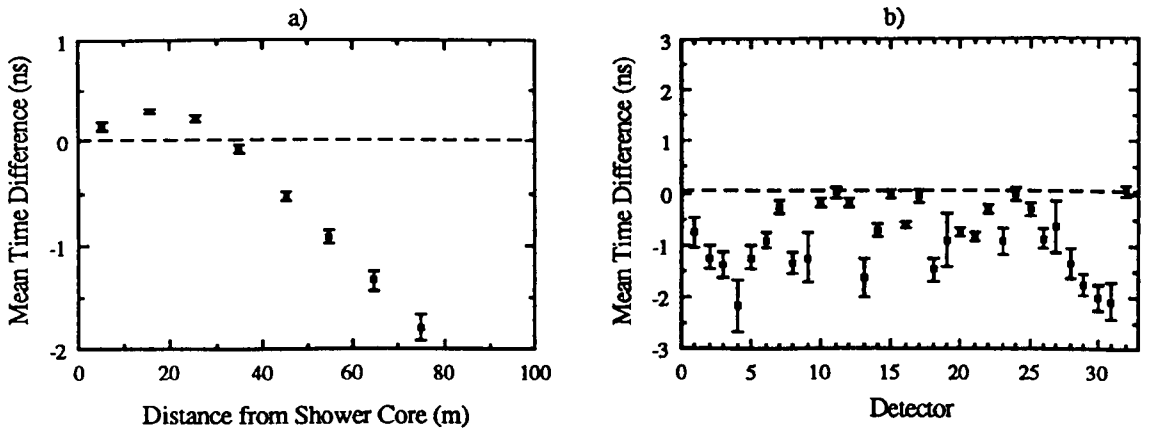 a)
Mean Time Difference (ns)
1
0
-1
-2
0 20 40 60 80 100
Distance from Shower Core (m)
b)
Mean Time Difference (ns)
3
2
1
0
-1
-2
-3
0 5 10 15 20 25 30
Detector